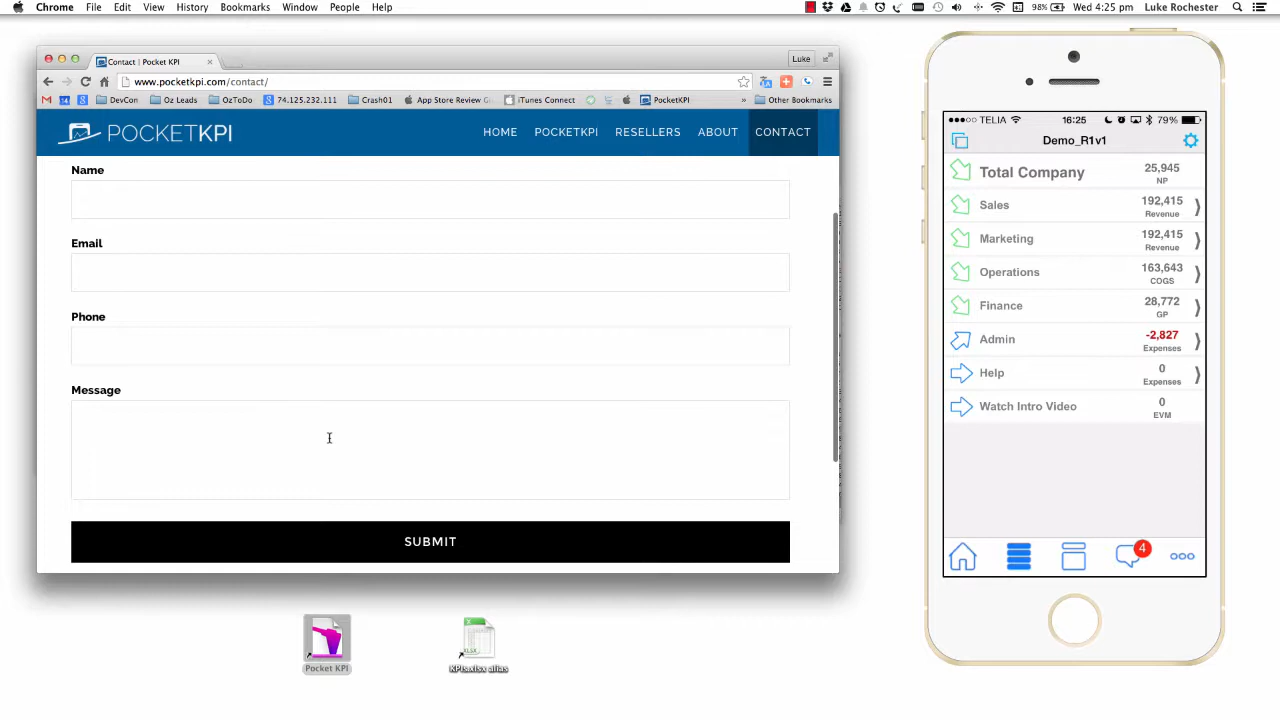 Chrome File Edit View History Bookmarks Window People Help
98% Wed 4:25 pm Luke Rochester
Contact | Pocket KPI
Luke
www.pocketkpi.com/contact/
DevCon Oz Leads OzToDo 74.125.232.111 Crash01 App Store Review G iTunes Connect PocketKPI » Other Bookmarks
POCKETKPI HOME POCKETKPI RESELLERS ABOUT CONTACT
Name
Email
Phone
Message
SUBMIT
Pocket KPI
KPIs.xlsx alias
TELIA 16:25 79%
Demo_R1v1
Total Company 25,945
NP
Sales 192,415
Revenue
Marketing 192,415
Revenue
Operations 163,643
COGS
Finance 28,772
GP
Admin -2,827
Expenses
Help 0
Expenses
Watch Intro Video 0
EVM
4